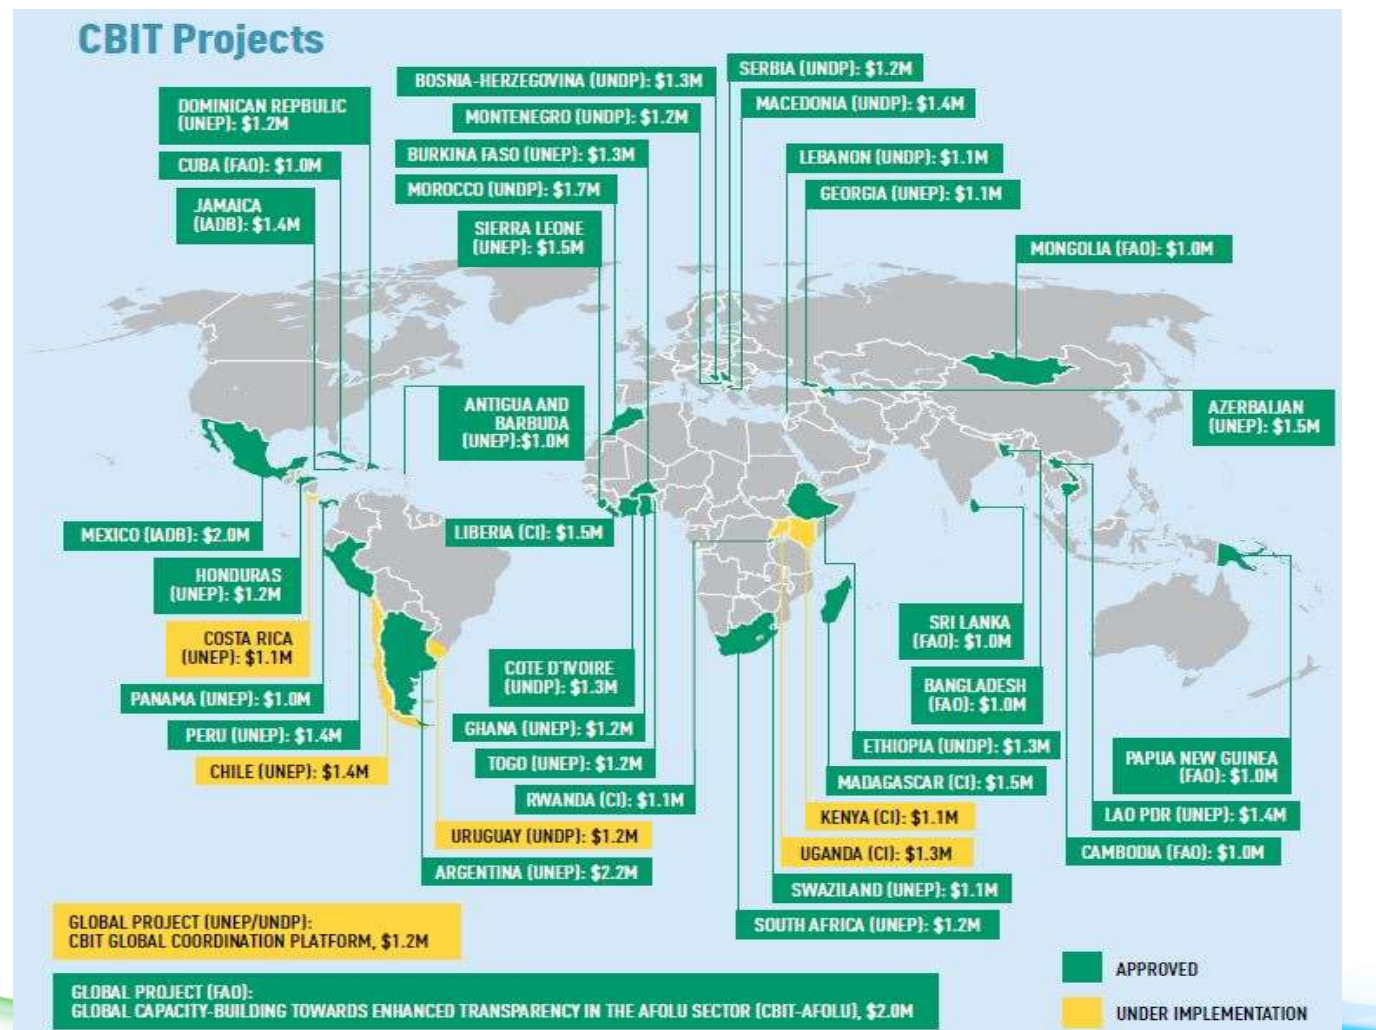 CBIT Projects
BOSNIA-HERZEGOVINA (UNDP): $1.3M
SERBIA (UNDP): $1.2M
DOMINICAN REPBULIC
(UNEP): $1.2M
MONTENEGRO (UNDP): $1.2M
MACEDONIA (UNDP): $1.4M
CUBA (FAO): $1.0M
BURKINA FASO (UNEP): $1.3M
LEBANON (UNDP): $1.1M
JAMAICA
(IADB): $1.4M
MOROCCO (UNDP): $1.7M
GEORGIA (UNEP): $1.1M
SIERRA LEONE
(UNEP): $1.5M
MONGOLIA (FAO): $1.0M
ANTIGUA AND
BARBUDA
(UNEP):$1.0M
AZERBAIJAN
(UNEP): $1.5M
MEXICO (IADB): $2.0M
LIBERIA (CI): $1.5M
HONDURAS
(UNEP): $1.2M
COSTA RICA
(UNEP): $1.1M
SRI LANKA
(FAO): $1.0M
COTE D'IVOIRE
(UNDP): $1.3M
PANAMA (UNEP): $1.0M
BANGLADESH
(FAO): $1.0M
PERU (UNEP): $1.4M
GHANA (UNEP): $1.2M
ETHIOPIA (UNDP): $1.3M
PAPUA NEW GUINEA
(FAO): $1.0M
CHILE (UNEP): $1.4M
TOGO (UNEP): $1.2M
MADAGASCAR (CI): $1.5M
RWANDA (CI): $1.1M
KENYA (CI): $1.1M
LAO PDR (UNEP): $1.4M
URUGUAY (UNDP): $1.2M
UGANDA (CI): $1.3M
CAMBODIA (FAO): $1.0M
ARGENTINA (UNEP): $2.2M
SWAZILAND (UNEP): $1.1M
SOUTH AFRICA (UNEP): $1.2M
GLOBAL PROJECT (UNEP/UNDP):
CBIT GLOBAL COORDINATION PLATFORM, $1.2M
GLOBAL PROJECT (FAO):
GLOBAL CAPACITY-BUILDING TOWARDS ENHANCED TRANSPARENCY IN THE AFOLU SECTOR (CBIT-AFOLU), $2.0M
APPROVED
UNDER IMPLEMENTATION